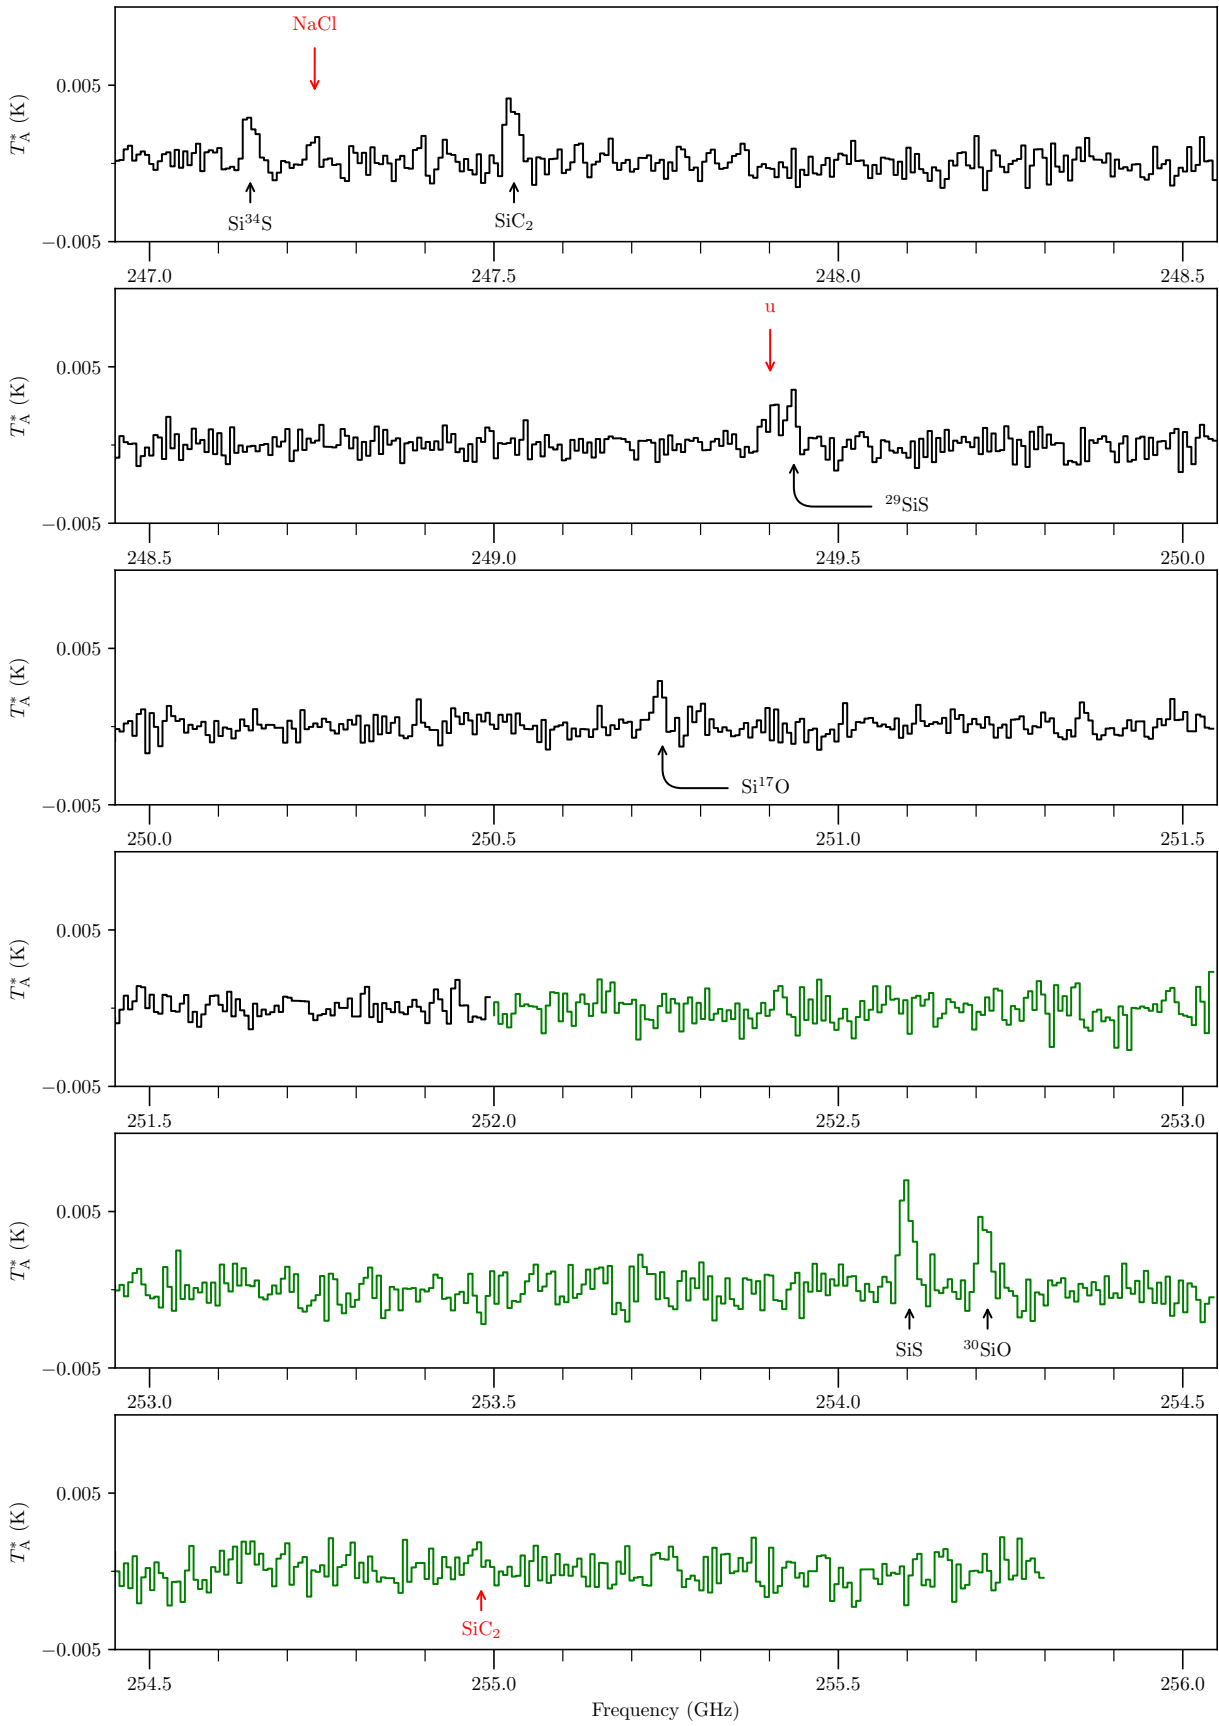 NaCl
0.005
T*A (K)
Si34S
SiC2
−0.005
247.0 247.5 248.0 248.5
u
0.005
T*A (K)
29SiS
−0.005
248.5 249.0 249.5 250.0
0.005
T*A (K)
Si17O
−0.005
250.0 250.5 251.0 251.5
0.005
T*A (K)
−0.005
251.5 252.0 252.5 253.0
0.005
T*A (K)
SiS 30SiO
−0.005
253.0 253.5 254.0 254.5
0.005
T*A (K)
SiC2
−0.005
254.5 255.0 255.5 256.0
Frequency (GHz)